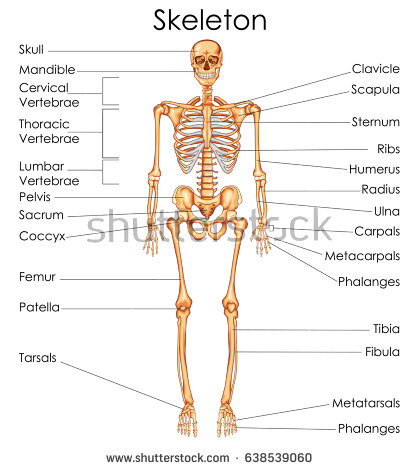 Skeleton
Skull
Mandible
Cervical
Vertebrae
Thoracic
Vertebrae
Lumbar
Vertebrae
Pelvis
Sacrum
Coccyx
Femur
Patella
Tarsals
Clavicle
Scapula
Sternum
Ribs
Humerus
Radius
Ulna
Carpals
Metacarpals
Phalanges
Tibia
Fibula
Metatarsals
Phalanges
shutterstock
www.shutterstock.com · 638539060